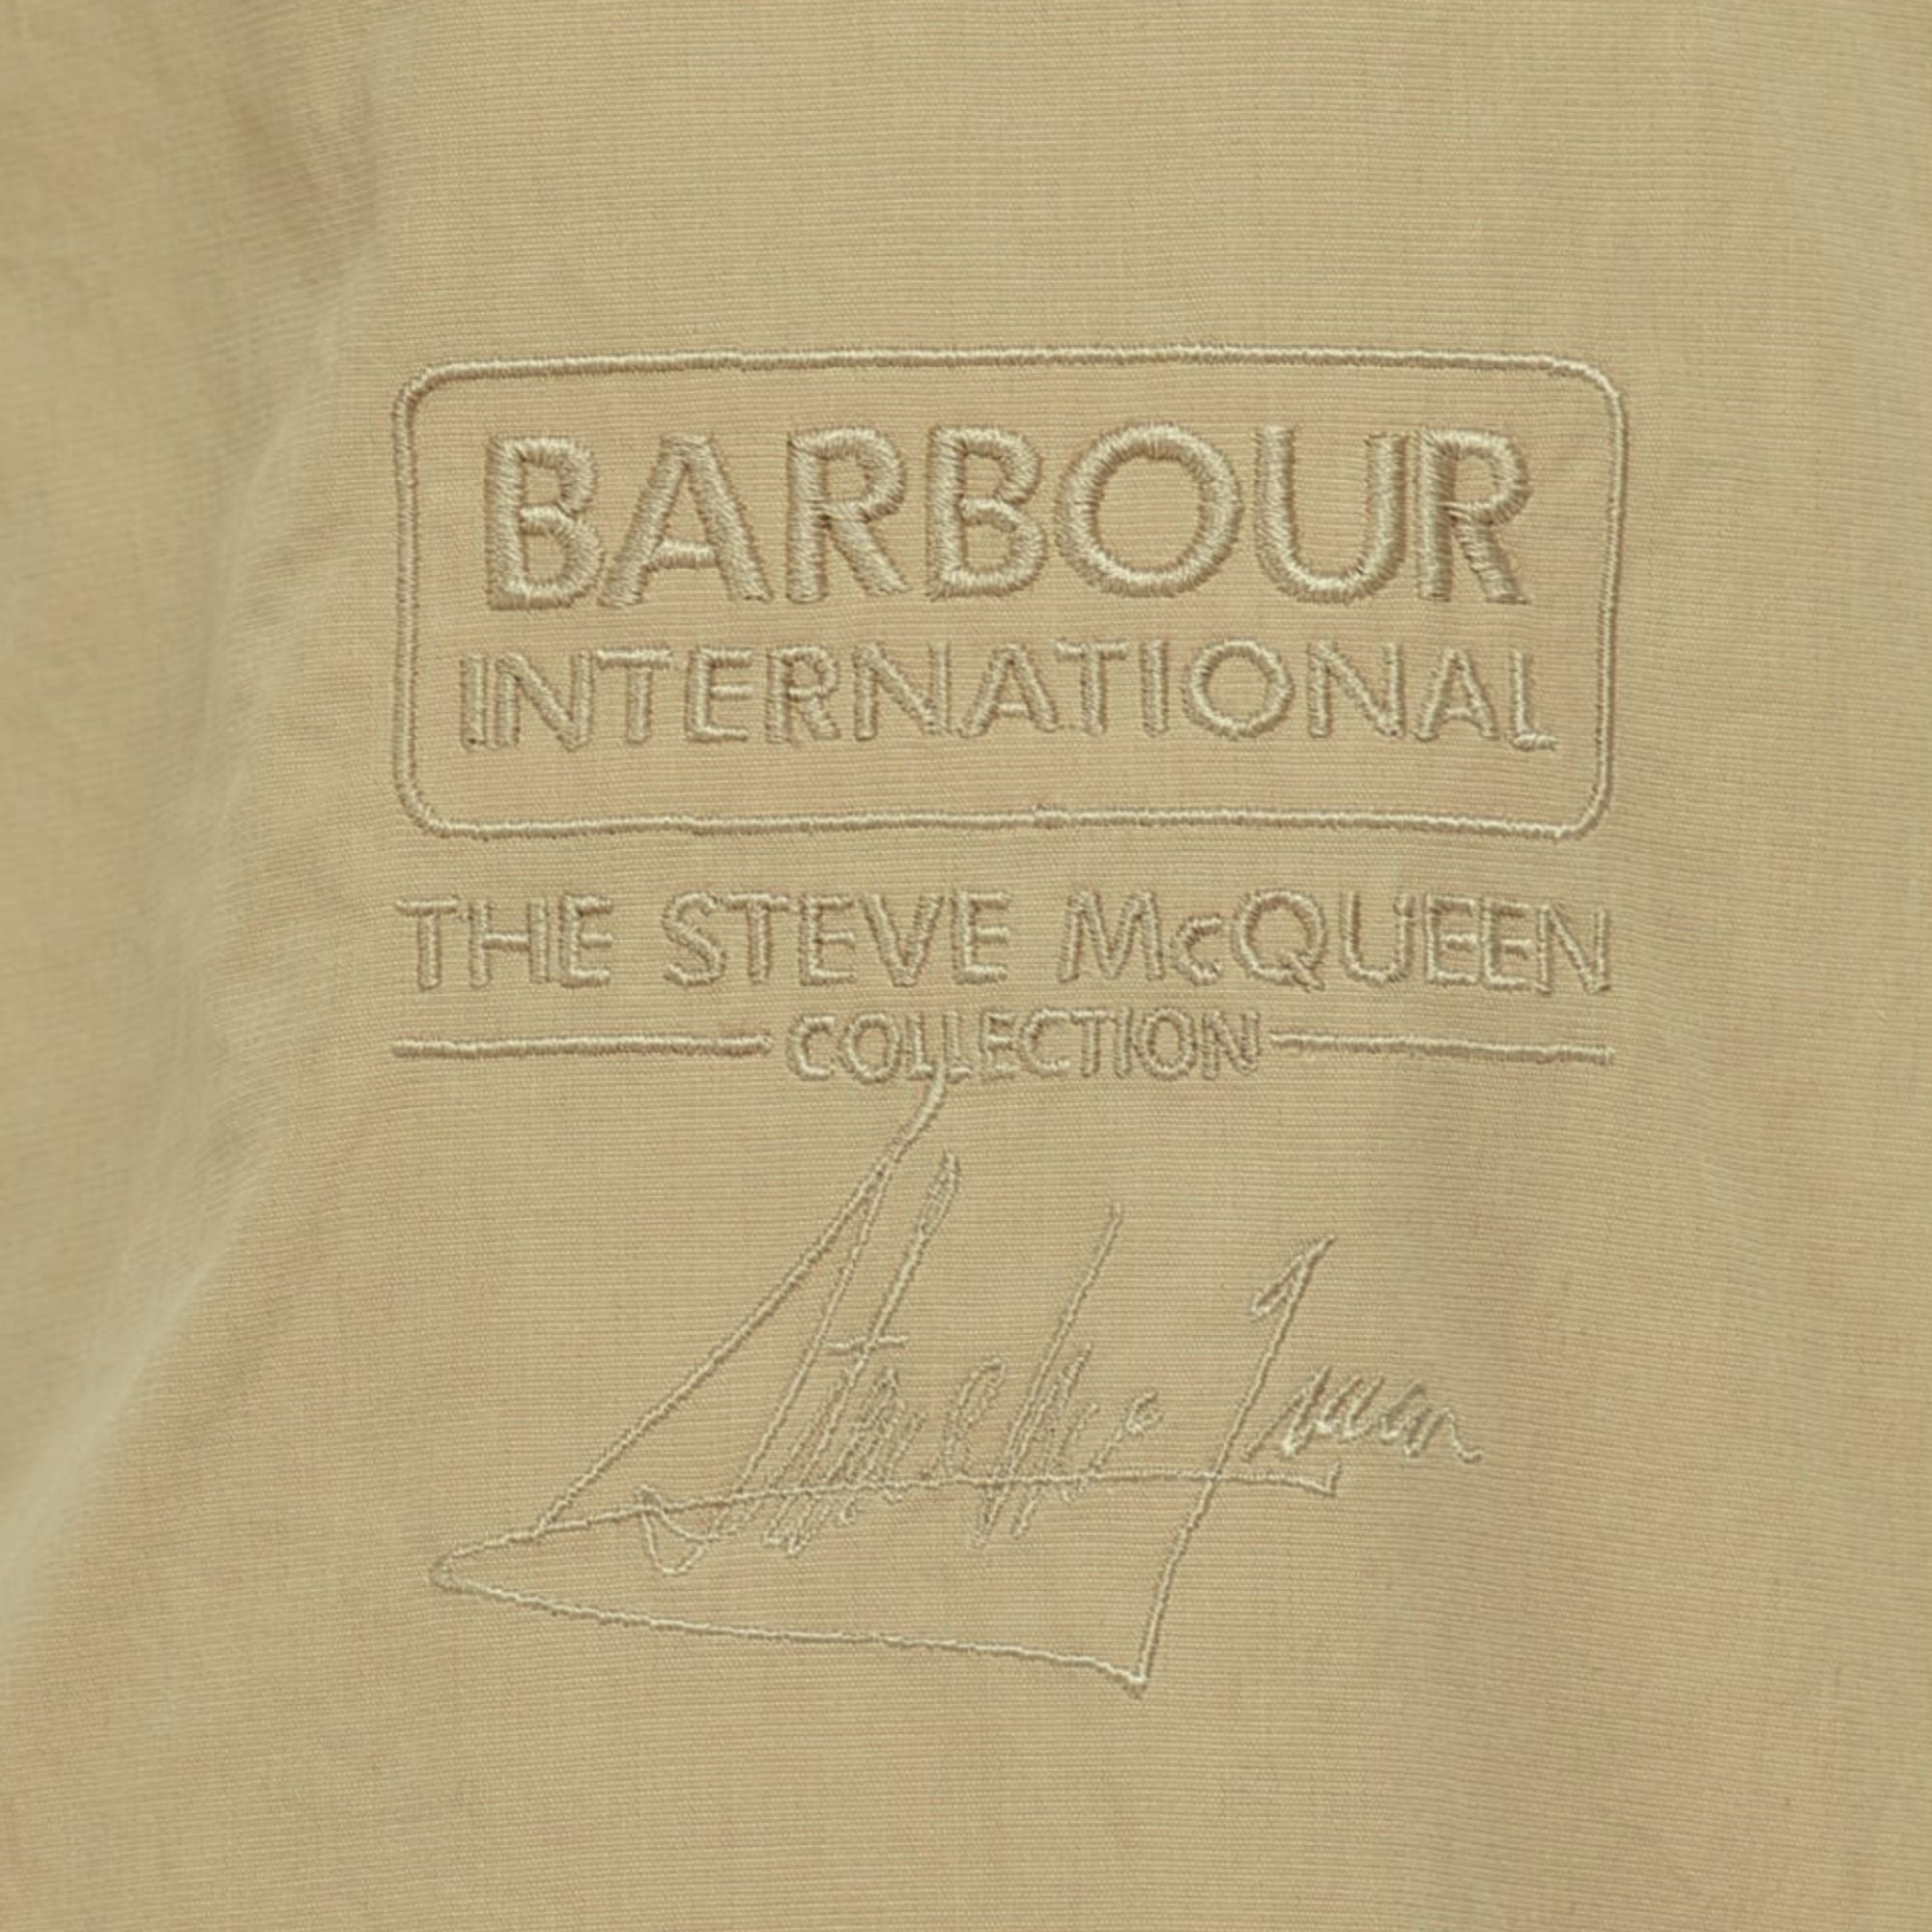 BARBOUR
INTERNATIONAL
THE STEVE McQUEEN
COLLECTION